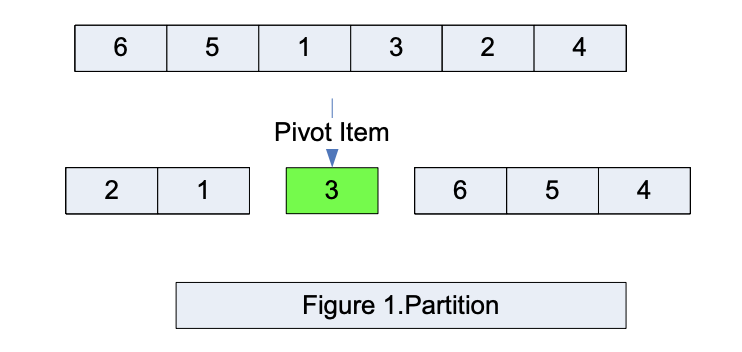 6 5 1 3 2 4
Pivot Item
2 1 3 6 5 4
Figure 1.Partition